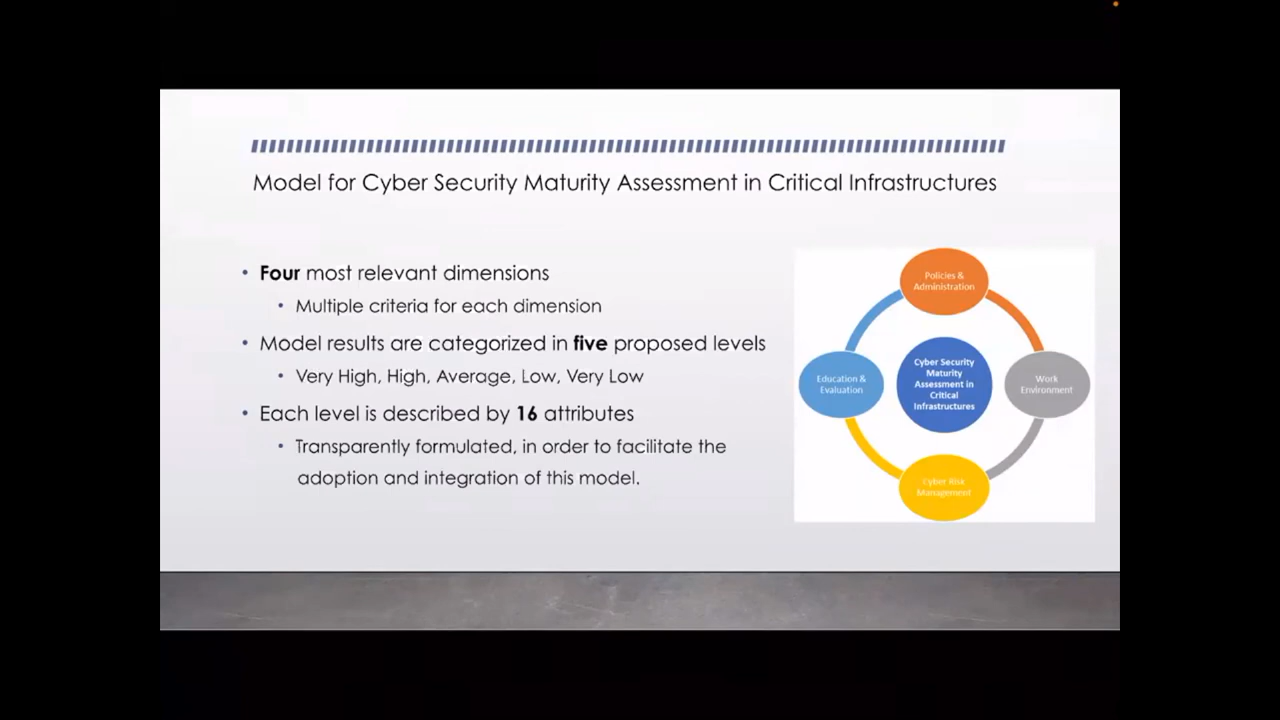 Model for Cyber Security Maturity Assessment in Critical Infrastructures
• Four most relevant dimensions
• Multiple criteria for each dimension
• Model results are categorized in five proposed levels
• Very High, High, Average, Low, Very Low
• Each level is described by 16 attributes
• Transparently formulated, in order to facilitate the
adoption and integration of this model.
Policies &
Administration
Education &
Evaluation
Cyber Security
Maturity
Assessment in
Critical
Infrastructures
Work
Environment
Cyber Risk
Management